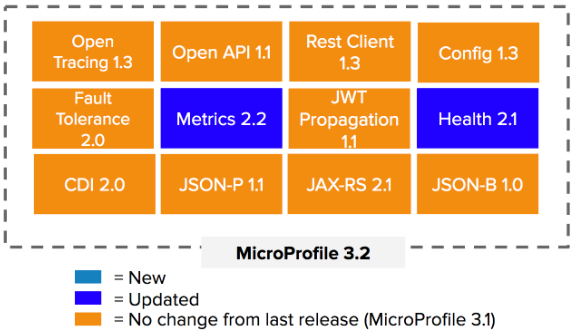 Open
Tracing 1.3
Open API 1.1
Rest Client
1.3
Config 1.3
Fault
Tolerance
2.0
Metrics 2.2
JWT
Propagation
1.1
Health 2.1
CDI 2.0
JSON-P 1.1
JAX-RS 2.1
JSON-B 1.0
MicroProfile 3.2
= New
= Updated
= No change from last release (MicroProfile 3.1)